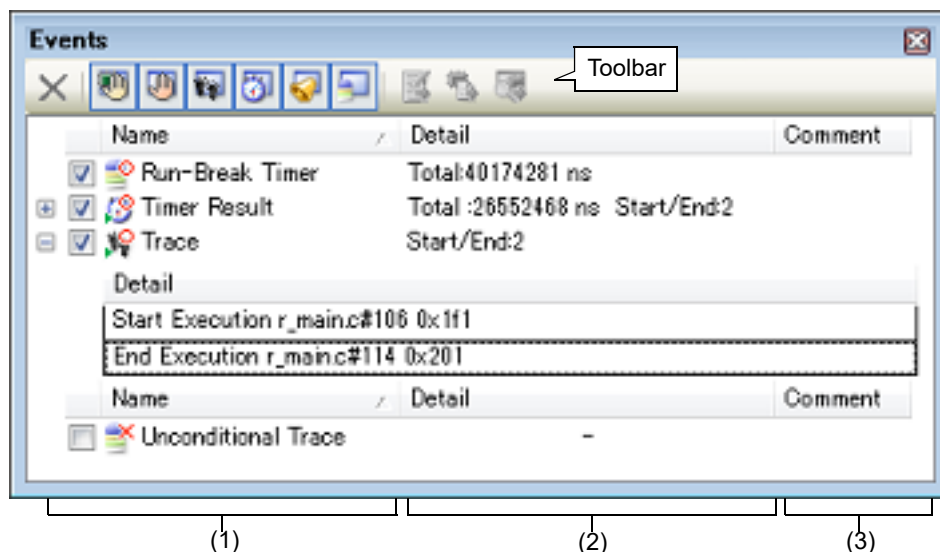 Events
Toolbar
Name Detail Comment
Run-Break Timer Total:40174281 ns
Timer Result Total :26552468 ns Start/End:2
Trace Start/End:2
Detail
Start Execution r_main.c#106 0x1f1
End Execution r_main.c#114 0x201
Name Detail Comment
Unconditional Trace -
(1) (2) (3)